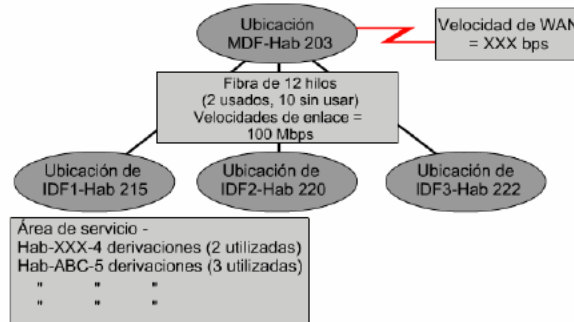 Ubicación
MDF-Hab 203
Velocidad de WAN
= XXX bps
Fibra de 12 hilos
(2 usados, 10 sin usar)
Velocidades de enlace =
100 Mbps
Ubicación de
IDF1-Hab 215
Ubicación de
IDF2-Hab 220
Ubicación de
IDF3-Hab 222
Área de servicio -
Hab-XXX-4 derivaciones (2 utilizadas)
Hab-ABC-5 derivaciones (3 utilizadas)
" " "
" " "